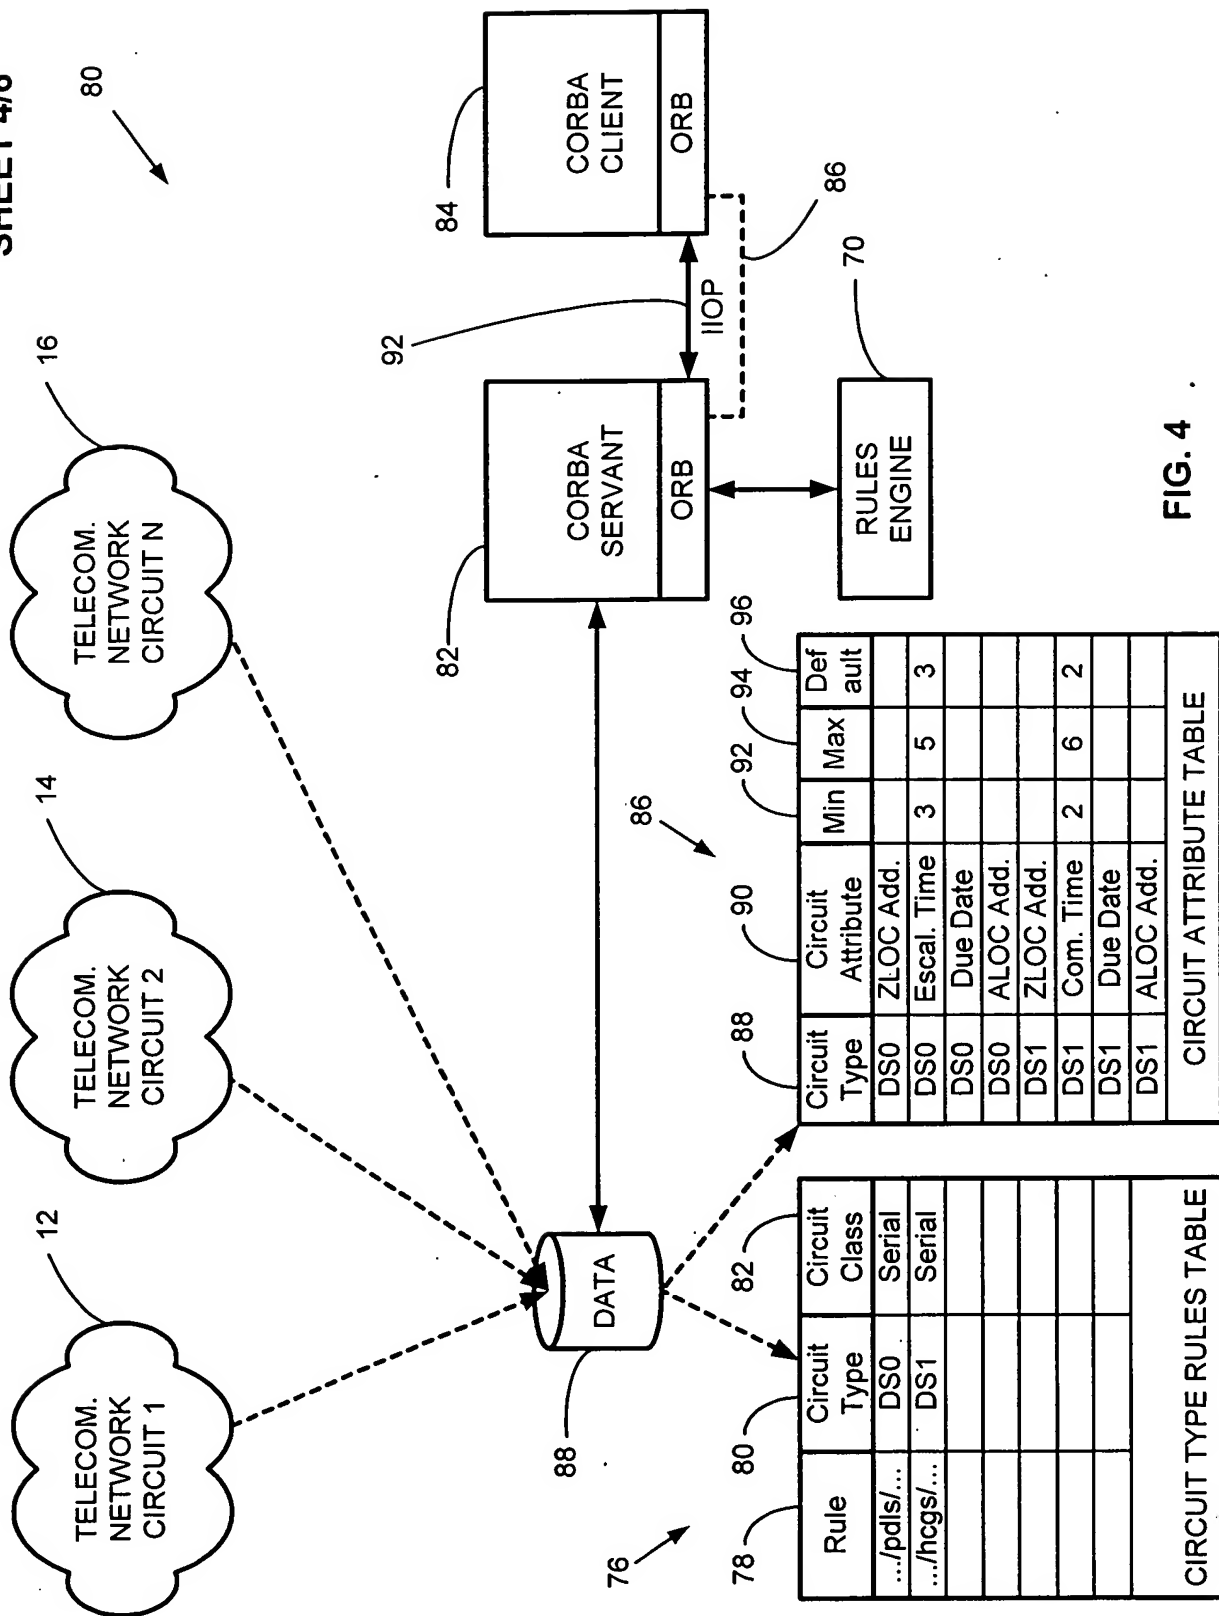 SHEET 4/6
80
12
TELECOM.
NETWORK
CIRCUIT 1
14
TELECOM.
NETWORK
CIRCUIT 2
16
TELECOM.
NETWORK
CIRCUIT N
88
DATA
82
CORBA
SERVANT
ORB
92
IIOP
84
CORBA
CLIENT
ORB
86
70
RULES
ENGINE
76
78
80
82
Rule
Circuit
Type
Circuit
Class
.../pdls/... DS0 Serial
.../hcgs/... DS1 Serial
CIRCUIT TYPE RULES TABLE
86
88
90
92
94
96
Circuit
Type
Circuit
Attribute
Min
Max
Def
ault
DS0 ZLOC Add.
DS0 Escal. Time 3 5 3
DS0 Due Date
DS0 ALOC Add.
DS1 ZLOC Add.
DS1 Com. Time 2 6 2
DS1 Due Date
DS1 ALOC Add.
CIRCUIT ATTRIBUTE TABLE
FIG. 4